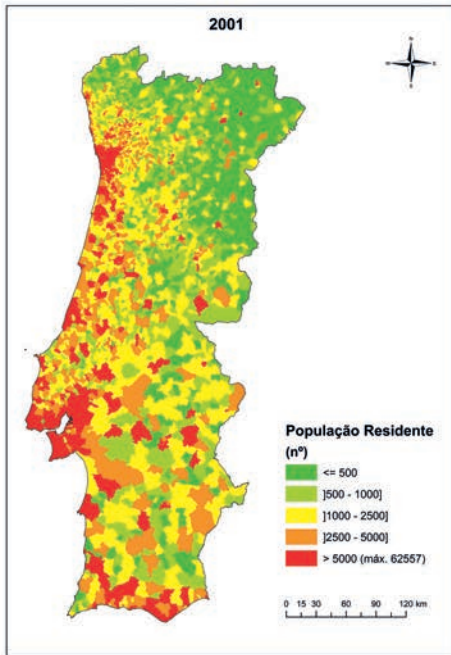 2001
N
População Residente
(nº)
<= 500
]500 - 1000]
]1000 - 2500]
]2500 - 5000]
> 5000 (máx. 62557)
0 15 30 60 90 120 km